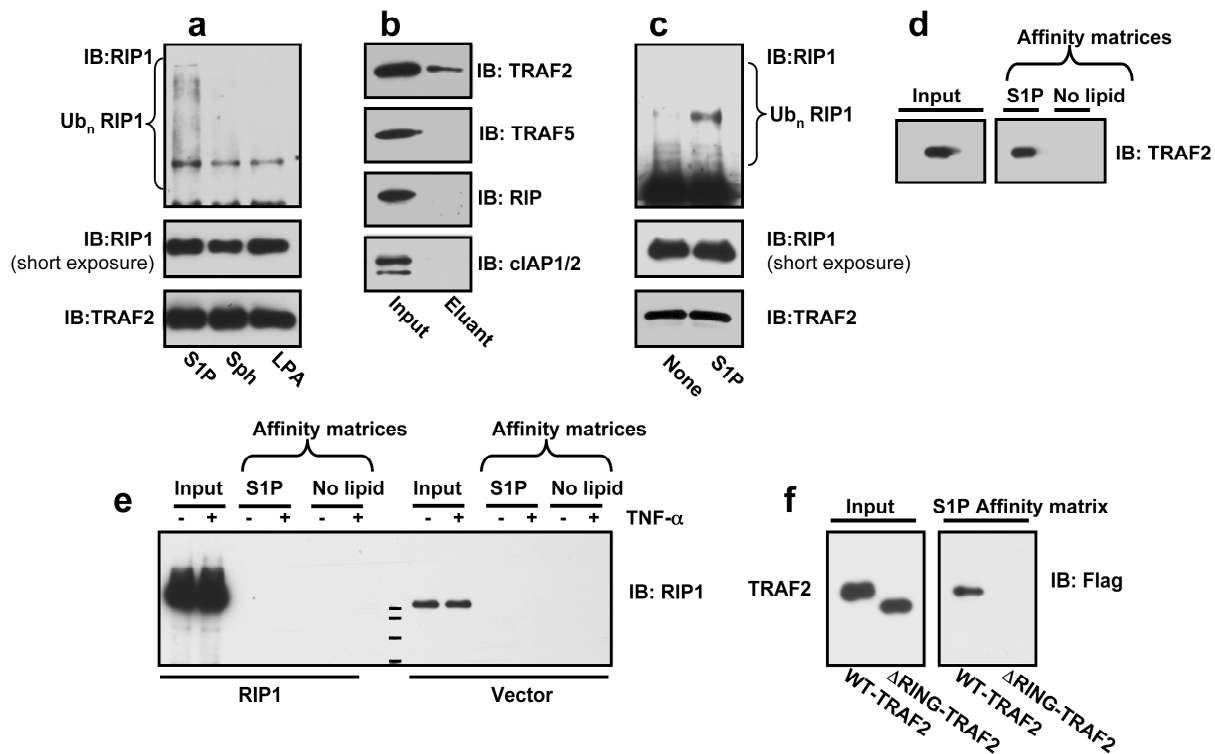 a
IB:RIP1
Ubn RIP1
IB:RIP1
(short exposure)
IB:TRAF2
S1P
Sph
LPA
b
IB: TRAF2
IB: TRAF5
IB: RIP
IB: cIAP1/2
Input
Eluant
c
IB:RIP1
Ubn RIP1
IB:RIP1
(short exposure)
IB:TRAF2
None
S1P
d
Affinity matrices
Input S1P No lipid
IB: TRAF2
e
Affinity matrices Affinity matrices
Input S1P No lipid Input S1P No lipid
- + - + - + - + - + - + TNF-α
IB: RIP1
RIP1 Vector
f
Input S1P Affinity matrix
TRAF2
IB: Flag
WT-TRAF2
ΔRING-TRAF2
WT-TRAF2
ΔRING-TRAF2